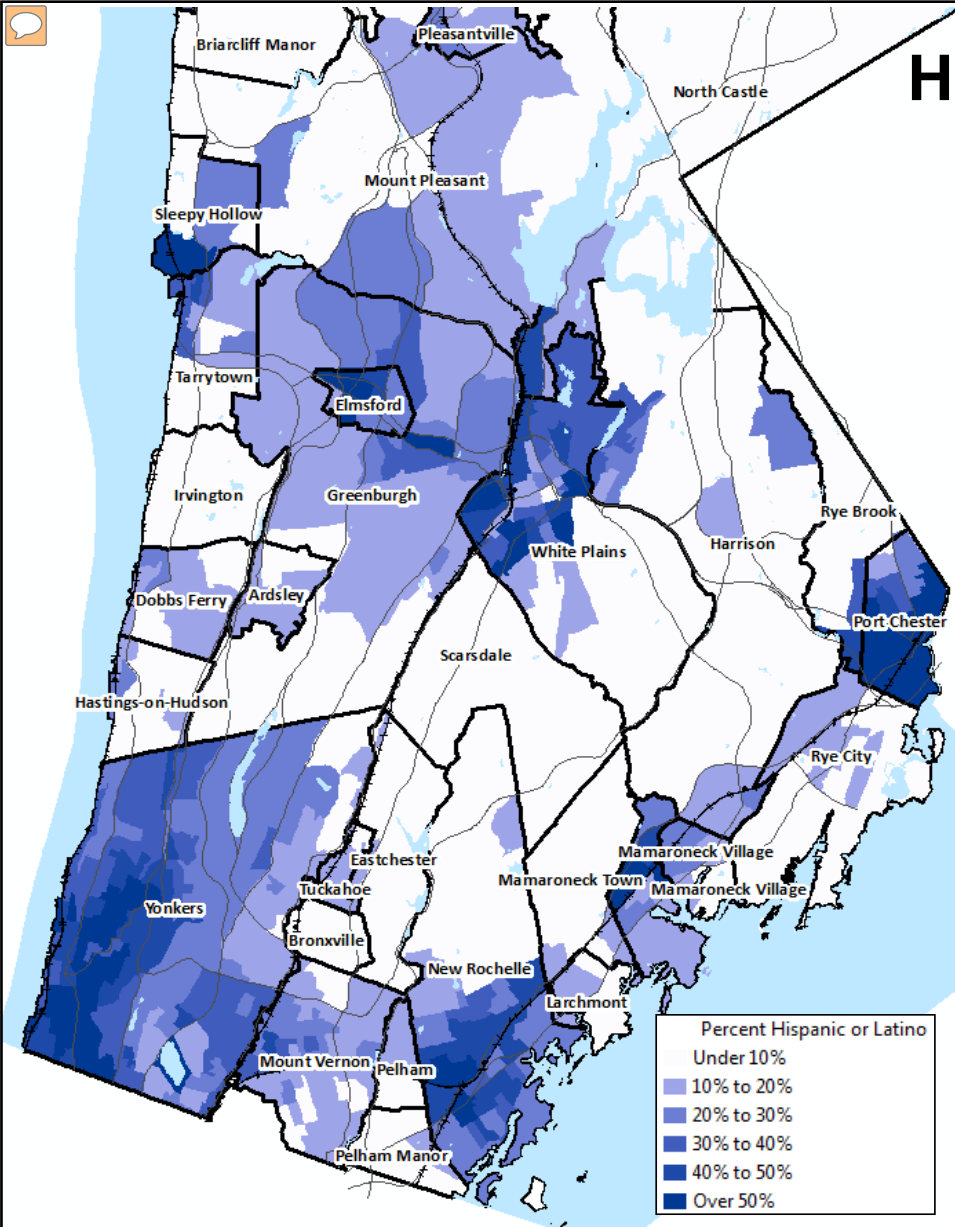 Pleasantville
Briarcliff Manor
H
North Castle
Mount Pleasant
Sleepy Hollow
Tarrytown
Elmsford
Irvington
Greenburgh
Rye Brook
Harrison
White Plains
Dobbs Ferry
Ardsley
Port Chester
Scarsdale
Hastings-on-Hudson
Rye City
Eastchester
Mamaroneck Village
Mamaroneck Town
Mamaroneck Village
Tuckahoe
Yonkers
Bronxville
New Rochelle
Larchmont
Mount Vernon
Pelham
Pelham Manor
Percent Hispanic or Latino
Under 10%
10% to 20%
20% to 30%
30% to 40%
40% to 50%
Over 50%